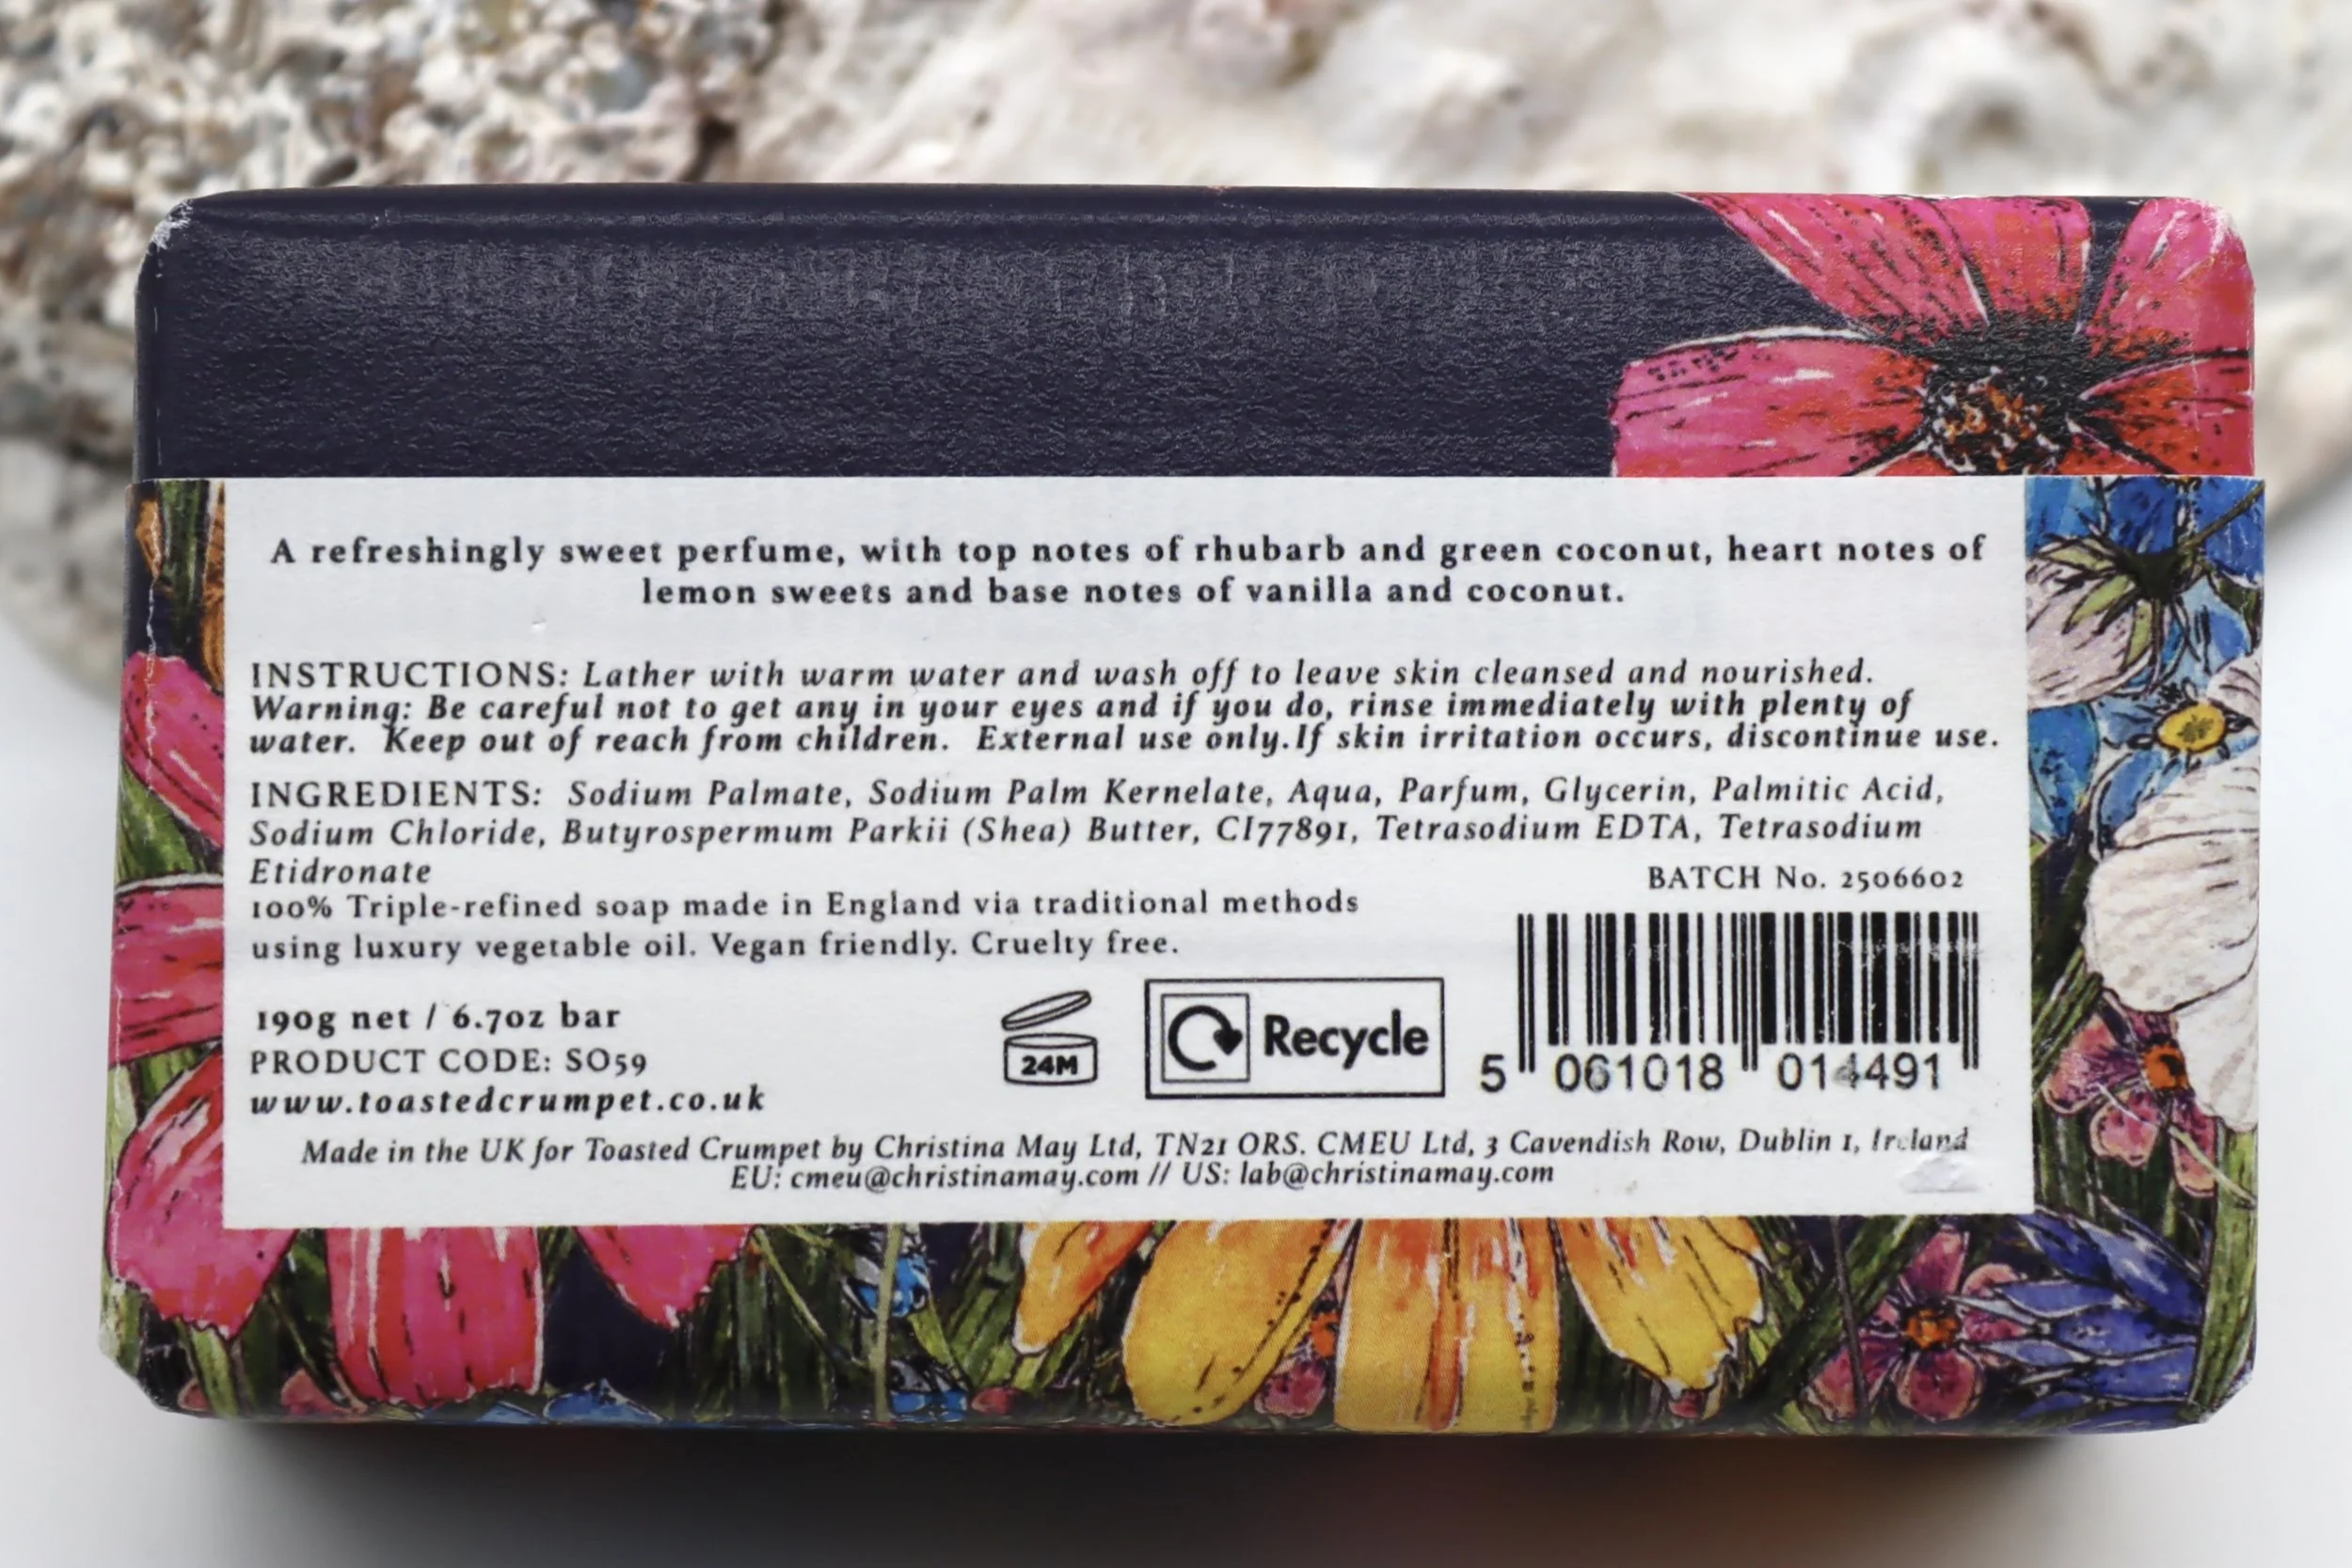 A refreshingly sweet perfume, with top notes of rhubarb and green coconut, heart notes of
lemon sweets and base notes of vanilla and coconut.
INSTRUCTIONS: Lather with warm water and wash off to leave skin cleansed and nourished.
Warning: Be careful not to get any in your eyes and if you do, rinse immediately with plenty of
water. Keep out of reach from children. External use only.If skin irritation occurs, discontinue use.
INGREDIENTS: Sodium Palmate, Sodium Palm Kernelate, Aqua, Parfum, Glycerin, Palmitic Acid,
Sodium Chloride, Butyrospermum Parkii (Shea) Butter, CI77891, Tetrasodium EDTA, Tetrasodium
Etidronate
BATCH No. 2506602
100% Triple-refined soap made in England via traditional methods
using luxury vegetable oil. Vegan friendly. Cruelty free.
190g net / 6.7oz bar
PRODUCT CODE: SO59
www.toastedcrumpet.co.uk
24M
Recycle
5 061018 014491
Made in the UK for Toasted Crumpet by Christina May Ltd, TN21 ORS. CMEU Ltd, 3 Cavendish Row, Dublin 1, Ireland
EU: cmeu@christinamay.com // US: lab@christinamay.com